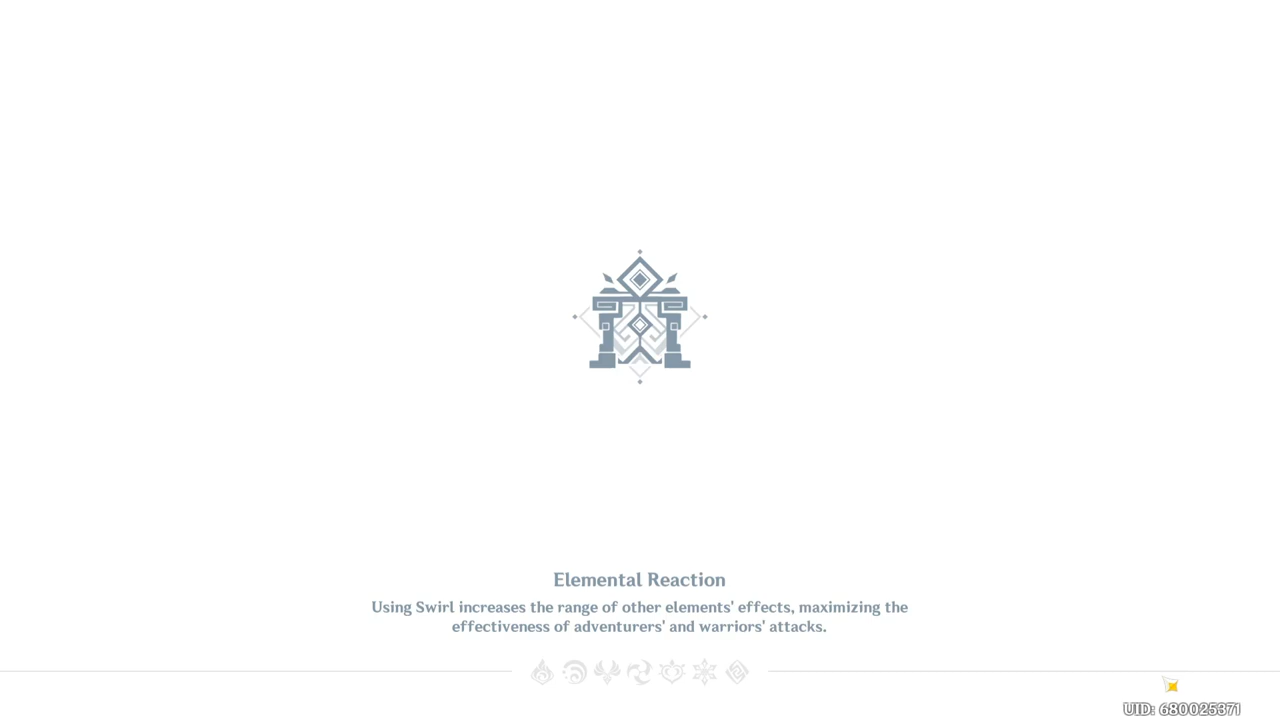 Elemental Reaction
Using Swirl increases the range of other elements' effects, maximizing the
effectiveness of adventurers' and warriors' attacks.
UID: 680025371